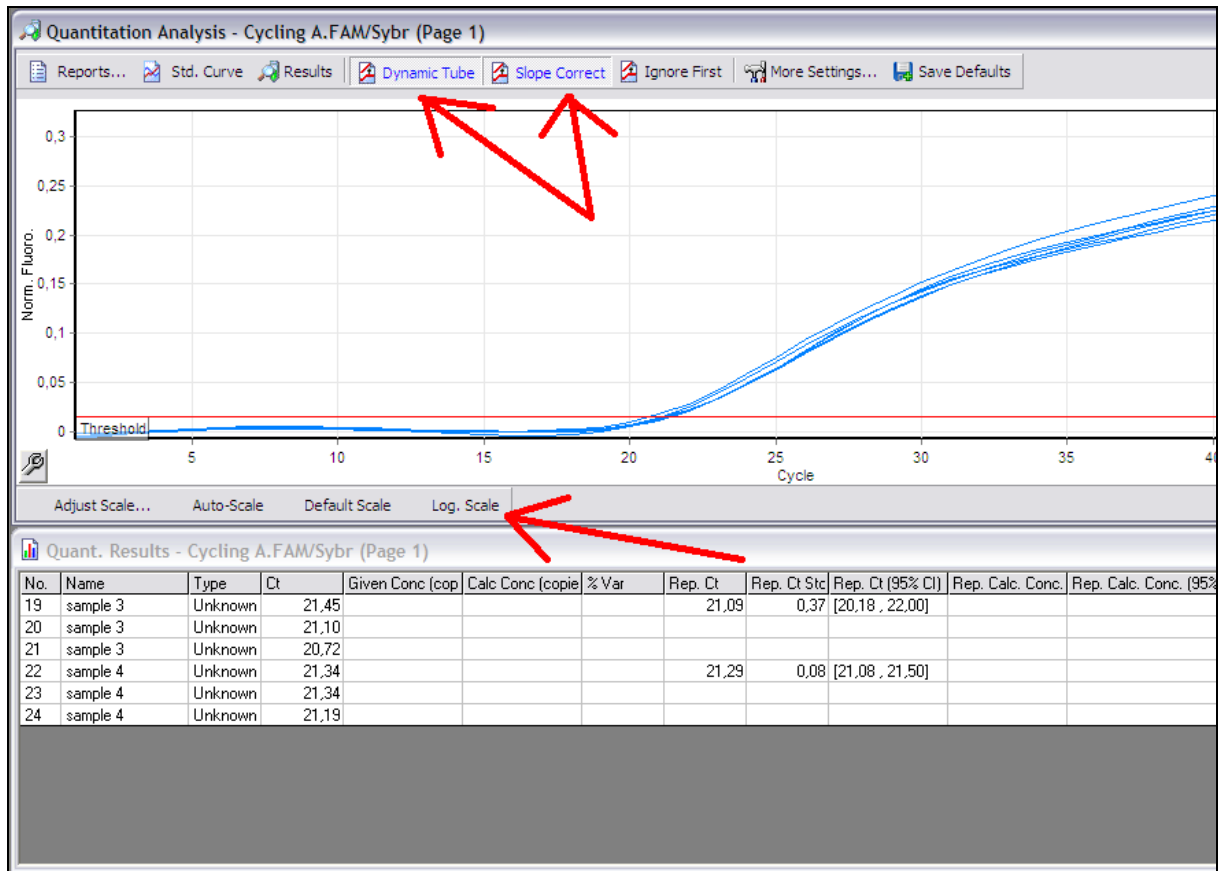 Quantitation Analysis - Cycling A.FAM/Sybr (Page 1)
Reports... Std. Curve Results Dynamic Tube Slope Correct Ignore First More Settings... Save Defaults
0,3
0,25
0,2
0,15
0,1
0,05
0
Norm. Fluoro.
Threshold
5 10 15 20 25 30 35 40
Cycle
Adjust Scale... Auto-Scale Default Scale Log. Scale
Quant. Results - Cycling A.FAM/Sybr (Page 1)
No. Name Type Ct Given Conc (cop Calc Conc (copie % Var Rep. Ct Rep. Ct Stc Rep. Ct (95% CI) Rep. Calc. Conc. Rep. Calc. Conc. (95%
19 sample 3 Unknown 21,45 21,09 0,37 [20,18 , 22,00]
20 sample 3 Unknown 21,10
21 sample 3 Unknown 20,72
22 sample 4 Unknown 21,34 21,29 0,08 [21,08 , 21,50]
23 sample 4 Unknown 21,34
24 sample 4 Unknown 21,19